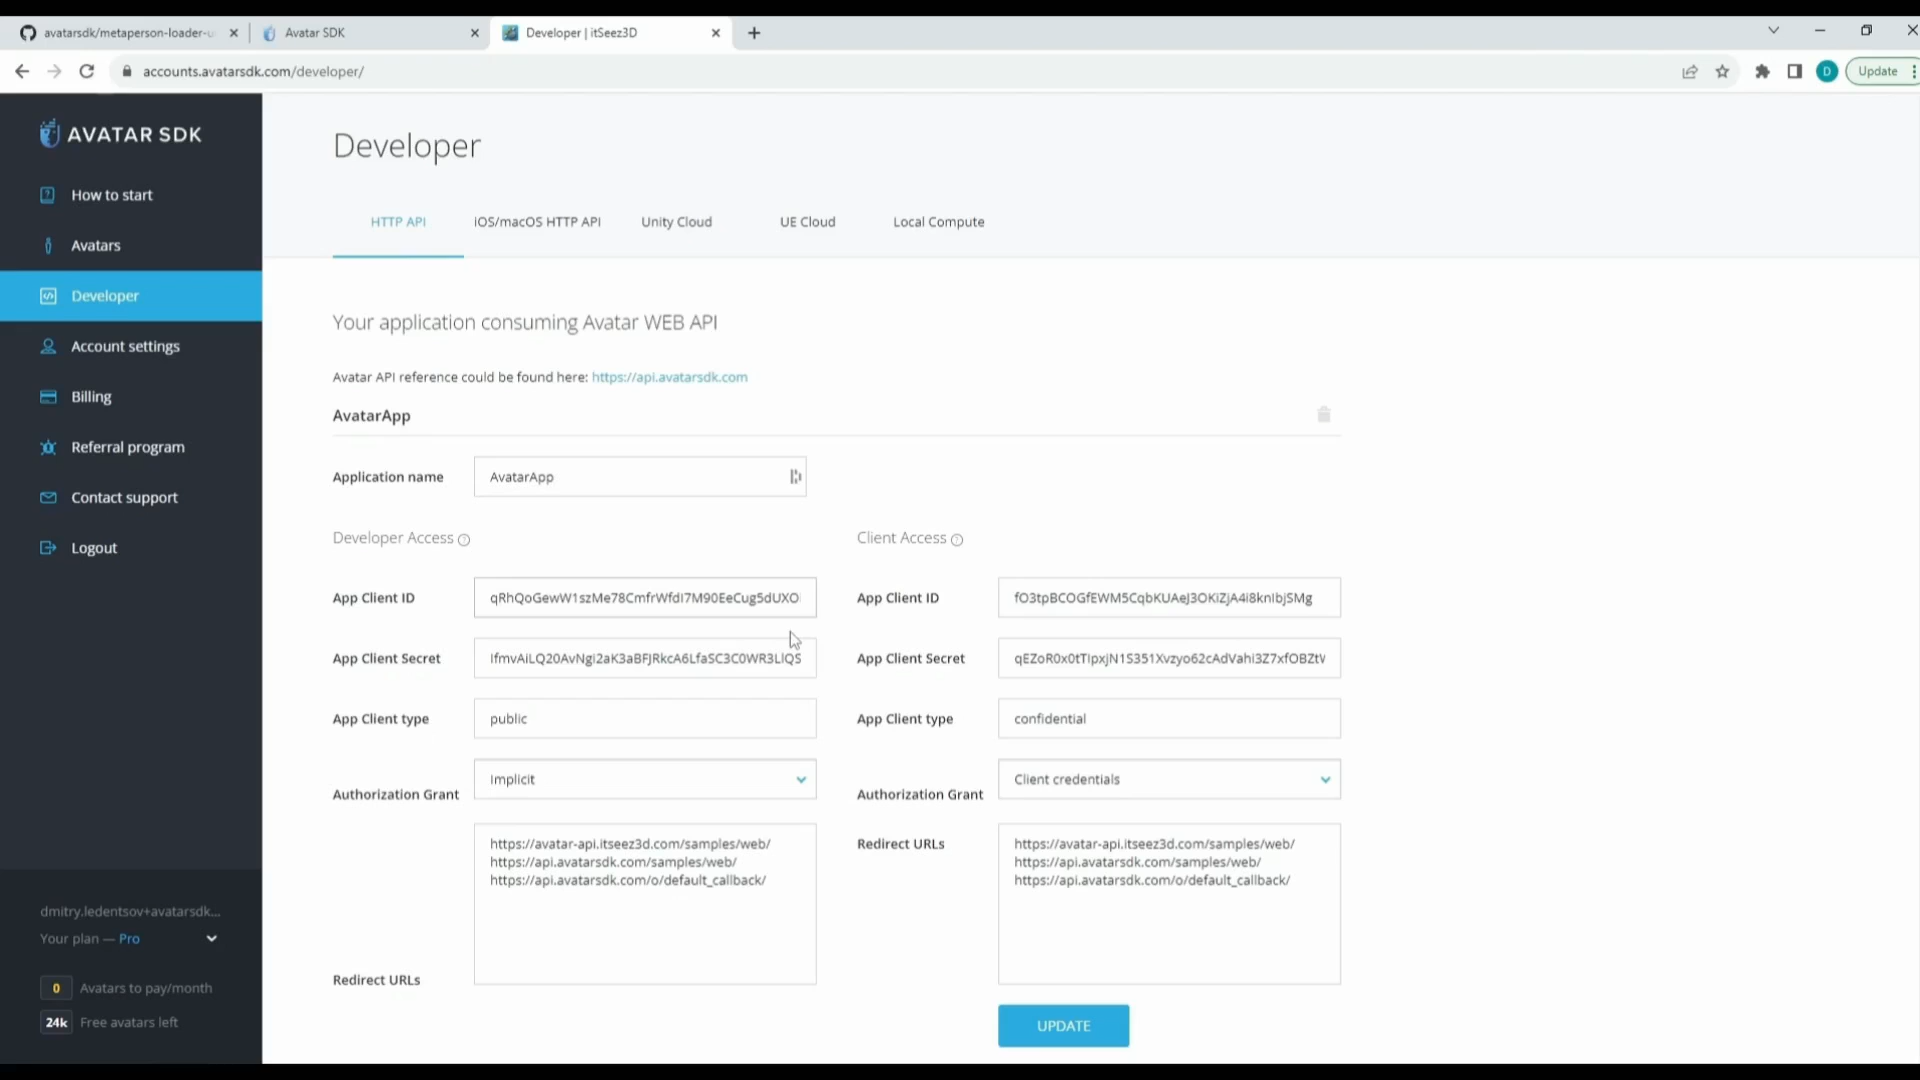 avatarsdk/metaperson-loader-u
Avatar SDK
Developer | itSeez3D
accounts.avatarsdk.com/developer/
D
Update
AVATAR SDK
How to start
Avatars
Developer
Account settings
Billing
Referral program
Contact support
Logout
dmitry.ledentsov+avatarsdk...
Your plan — Pro
0 Avatars to pay/month
24k Free avatars left
Developer
HTTP API iOS/macOS HTTP API Unity Cloud UE Cloud Local Compute
Your application consuming Avatar WEB API
Avatar API reference could be found here: https://api.avatarsdk.com
AvatarApp
Application name AvatarApp
Developer Access Client Access
App Client ID
App Client ID
App Client Secret
App Client Secret
App Client type public
App Client type confidential
Authorization Grant Implicit
Authorization Grant Client credentials
Redirect URLs
https://avatar-api.itseez3d.com/samples/web/
https://api.avatarsdk.com/samples/web/
https://api.avatarsdk.com/o/default_callback/
Redirect URLs
https://avatar-api.itseez3d.com/samples/web/
https://api.avatarsdk.com/samples/web/
https://api.avatarsdk.com/o/default_callback/
UPDATE